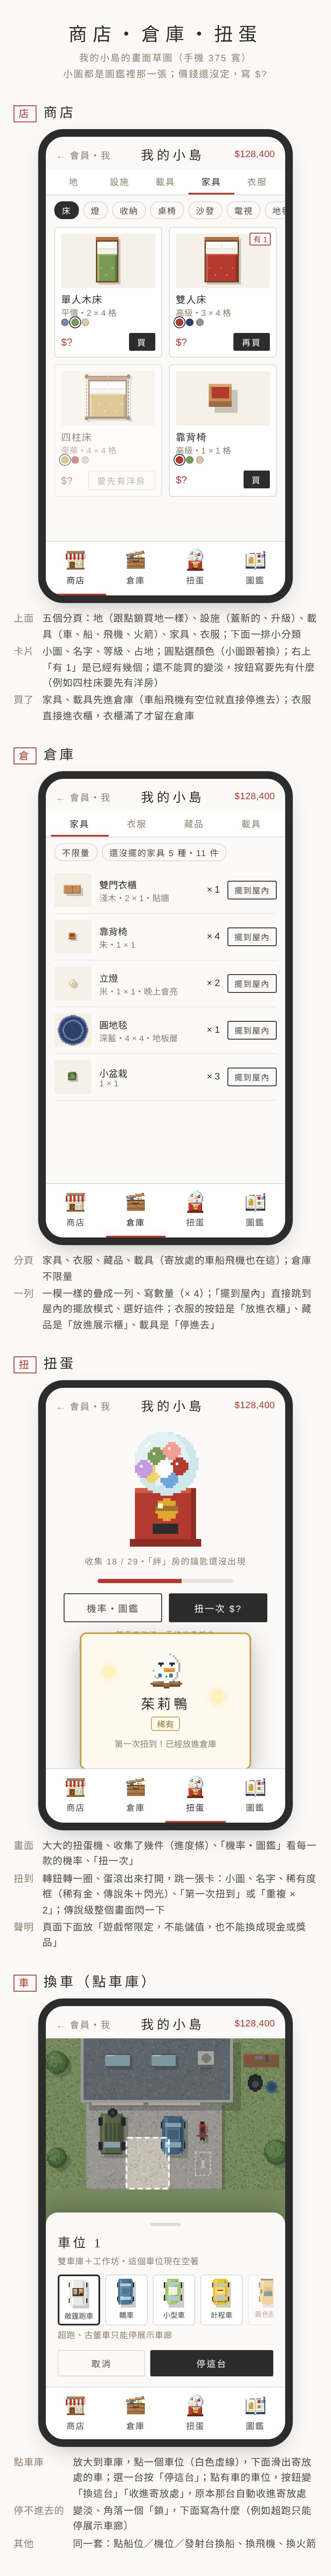 商店・倉庫・扭蛋
我的小島的畫面草圖（手機 375 寬）
小圖都是圖鑑裡那一張；價錢還沒定，寫 $?
店 商店
← 會員・我 我的小島 $128,400
地 設施 載具 家具 衣服
床 燈 收納 桌椅 沙發 電視 地毯
有 1
單人木床 雙人床
平價・2 × 4 格 高級・3 × 4 格
$? 買 $? 再買
四柱床 靠背椅
豪華・4 × 4 格 高級・1 × 1 格
$? 要先有洋房 $? 買
商店 倉庫 扭蛋 圖鑑
上面 五個分頁：地（跟點鎖買地一樣）、設施（蓋新的、升級）、載
具（車、船、飛機、火箭）、家具、衣服；下面一排小分類
卡片 小圖、名字、等級、占地；圓點選顏色（小圖跟著換）；右上
「有 1」是已經有幾個；還不能買的變淡，按鈕寫要先有什麼
（例如四柱床要先有洋房）
買了 家具、載具先進倉庫（車船飛機有空位就直接停進去）；衣服
直接進衣櫃，衣櫃滿了才留在倉庫
倉 倉庫
← 會員・我 我的小島 $128,400
家具 衣服 藏品 載具
不限量 還沒擺的家具 5 種・11 件
雙門衣櫃
淺木・2 × 1・貼牆
× 1 擺到屋內
靠背椅
朱・1 × 1
× 4 擺到屋內
立燈
米・1 × 1・晚上會亮
× 2 擺到屋內
圓地毯
深藍・4 × 4・地板層
× 1 擺到屋內
小盆栽
1 × 1
× 3 擺到屋內
商店 倉庫 扭蛋 圖鑑
分頁 家具、衣服、藏品、載具（寄放處的車船飛機也在這）；倉庫
不限量
一列 一模一樣的疊成一列、寫數量（× 4）；「擺到屋內」直接跳到
屋內的擺放模式、選好這件；衣服的按鈕是「放進衣櫃」、藏
品是「放進展示櫃」、載具是「停進去」
扭 扭蛋
← 會員・我 我的小島 $128,400
收集 18 / 29・「絆」房的鑰匙還沒出現
機率・圖鑑 扭一次 $?
茱莉鴨
稀有
第一次扭到！已經放進倉庫
商店 倉庫 扭蛋 圖鑑
畫面 大大的扭蛋機、收集了幾件（進度條）、「機率・圖鑑」看每一
款的機率、「扭一次」
扭到 轉鈕轉一圈、蛋滾出來打開，跳一張卡：小圖、名字、稀有度
框（稀有金、傳說朱＋閃光）、「第一次扭到」或「重複 ×
2」；傳說級整個畫面閃一下
聲明 頁面下面放「遊戲幣限定，不能儲值，也不能換成現金或獎
品」
車 換車（點車庫）
← 會員・我 我的小島 $128,400
車位 1
雙車庫＋工作坊・這個車位現在空著
敞篷跑車 轎車 小型車 計程車
超跑、古董車只能停展示車廊
取消 停這台
商店 倉庫 扭蛋 圖鑑
點車庫 放大到車庫，點一個車位（白色虛線），下面滑出寄放
處的車；選一台按「停這台」；點有車的車位，按鈕變
「換這台」「收進寄放處」，原本那台自動收進寄放處
停不進去的 變淡、角落一個「鎖」，下面寫為什麼（例如超跑只能
停展示車廊）
其他 同一套：點船位／機位／發射台換船、換飛機、換火箭